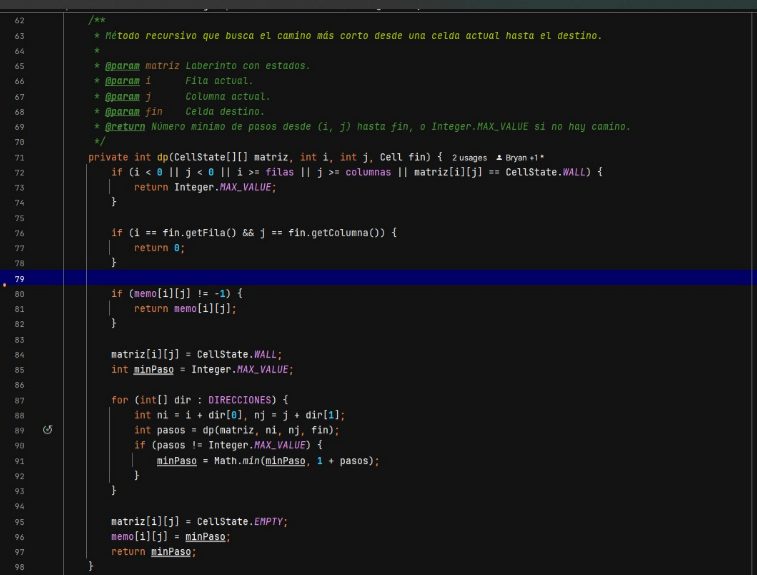 62 /**
63 * Método recursivo que busca el camino más corto desde una celda actual hasta el destino.
64 *
65 * @param matriz Laberinto con estados.
66 * @param i Fila actual.
67 * @param j Columna actual.
68 * @param fin Celda destino.
69 * @return Número mínimo de pasos desde (i, j) hasta fin, o Integer.MAX_VALUE si no hay camino.
70 */
71 private int dp(CellState[][] matriz, int i, int j, Cell fin) { 2 usages Bryan +1 *
72 if (i < 0 || j < 0 || i >= filas || j >= columnas || matriz[i][j] == CellState.WALL) {
73 return Integer.MAX_VALUE;
74 }
75
76 if (i == fin.getFila() && j == fin.getColumna()) {
77 return 0;
78 }
79
80 if (memo[i][j] != -1) {
81 return memo[i][j];
82 }
83
84 matriz[i][j] = CellState.WALL;
85 int minPaso = Integer.MAX_VALUE;
86
87 for (int[] dir : DIRECCIONES) {
88 int ni = i + dir[0], nj = j + dir[1];
89 int pasos = dp(matriz, ni, nj, fin);
90 if (pasos != Integer.MAX_VALUE) {
91 minPaso = Math.min(minPaso, 1 + pasos);
92 }
93 }
94
95 matriz[i][j] = CellState.EMPTY;
96 memo[i][j] = minPaso;
97 return minPaso;
98 }